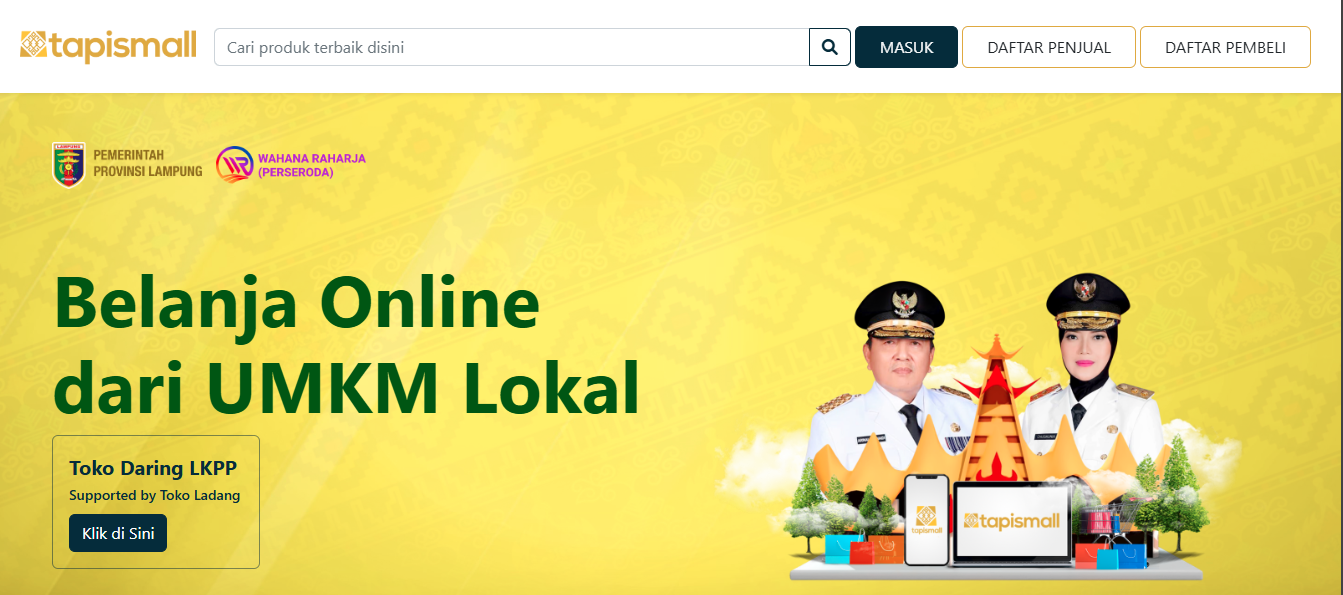 tapismall
Cari produk terbaik disini
MASUK
DAFTAR PENJUAL
DAFTAR PEMBELI
LAMPUNG
PEMERINTAH
PROVINSI LAMPUNG
WAHANA RAHARJA
(PERSERODA)
Belanja Online
dari UMKM Lokal
Toko Daring LKPP
Supported by Toko Ladang
Klik di Sini
tapismall
tapismall